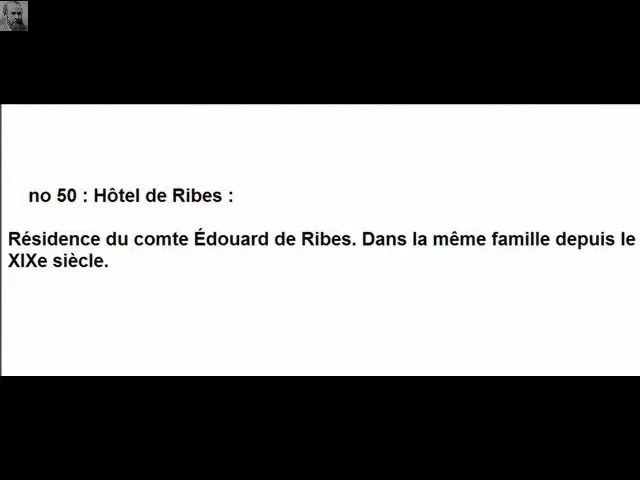 no 50 : Hôtel de Ribes :
Résidence du comte Édouard de Ribes. Dans la même famille depuis le
XIXe siècle.